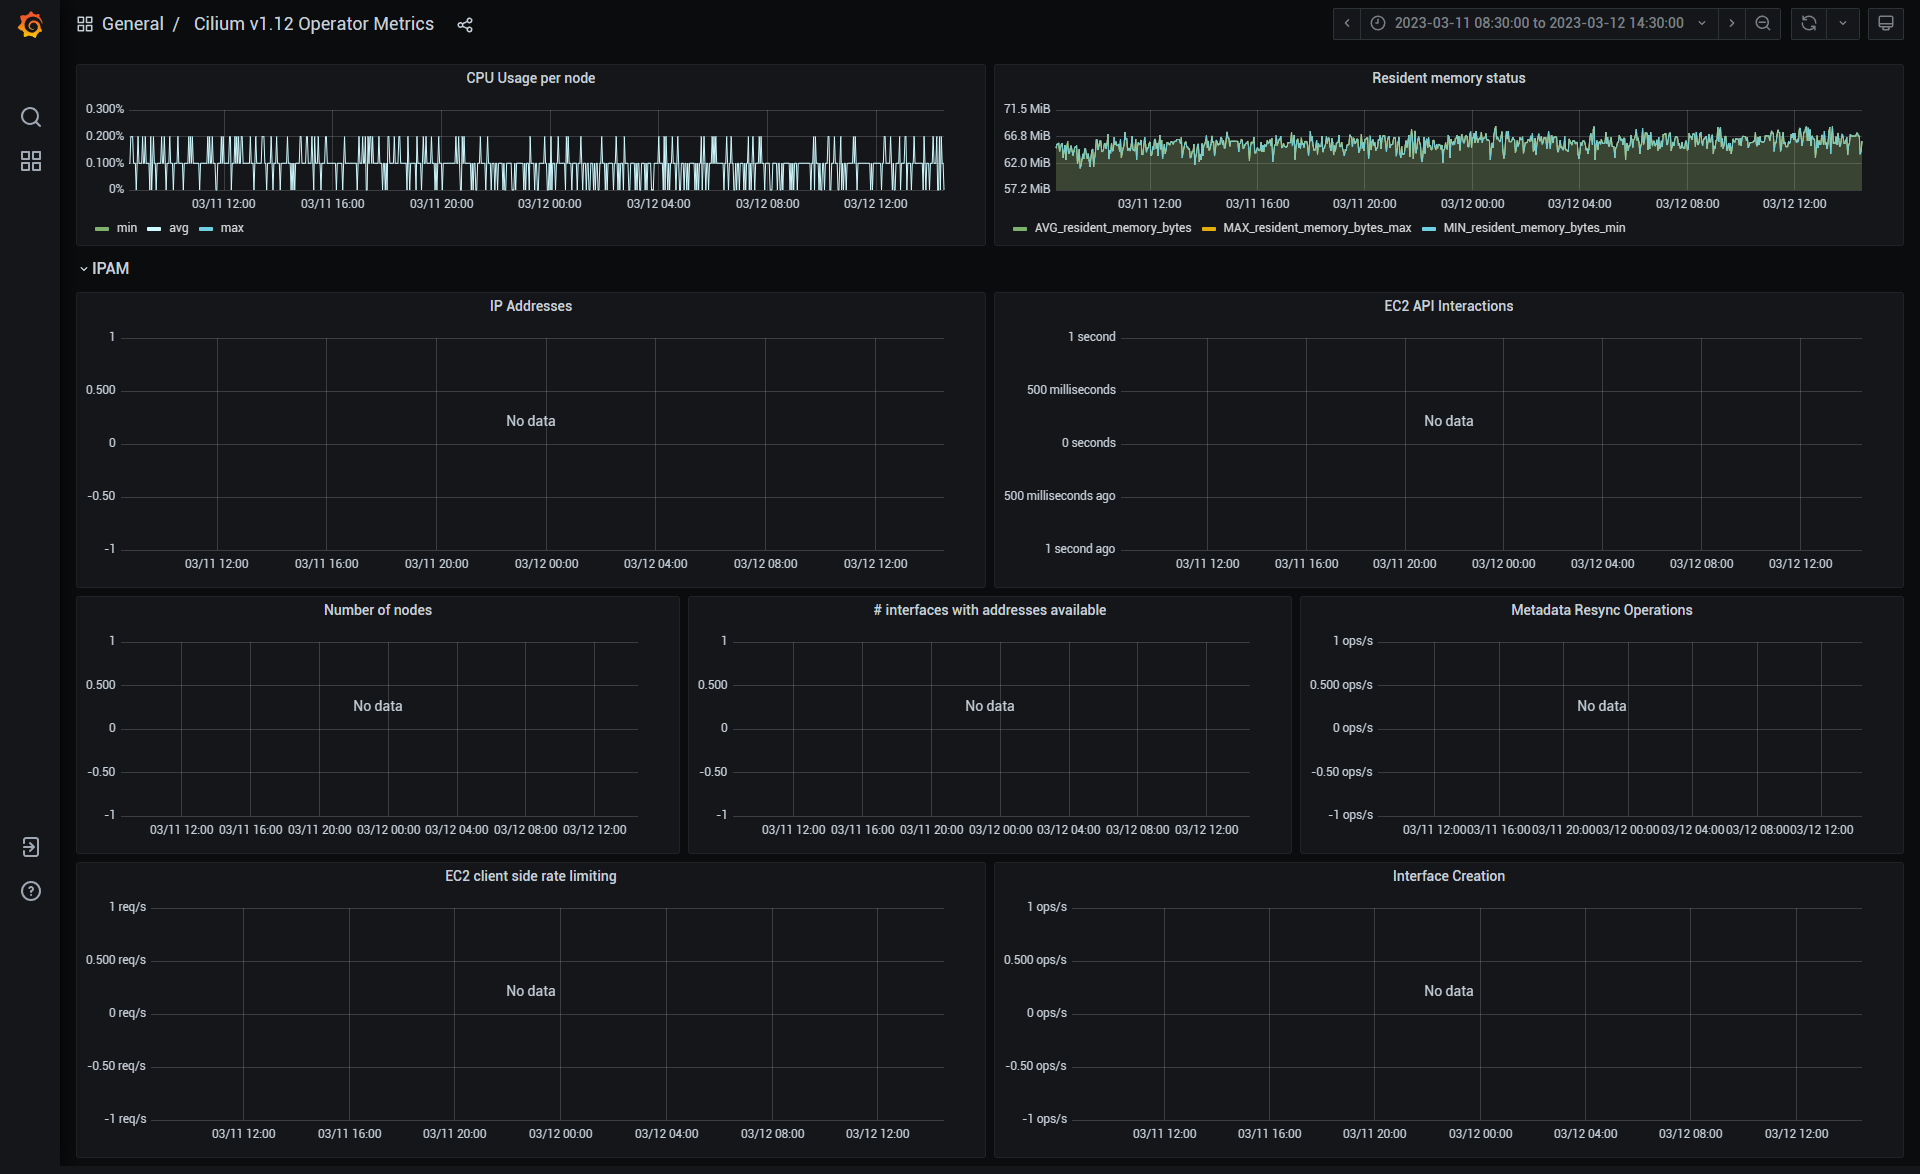 General / Cilium v1.12 Operator Metrics
2023-03-11 08:30:00 to 2023-03-12 14:30:00
CPU Usage per node
0.300%
0.200%
0.100%
0%
03/11 12:00 03/11 16:00 03/11 20:00 03/12 00:00 03/12 04:00 03/12 08:00 03/12 12:00
min avg max
Resident memory status
71.5 MiB
66.8 MiB
62.0 MiB
57.2 MiB
03/11 12:00 03/11 16:00 03/11 20:00 03/12 00:00 03/12 04:00 03/12 08:00 03/12 12:00
AVG_resident_memory_bytes MAX_resident_memory_bytes_max MIN_resident_memory_bytes_min
IPAM
IP Addresses
1
0.500
No data
0
-0.50
-1
03/11 12:00 03/11 16:00 03/11 20:00 03/12 00:00 03/12 04:00 03/12 08:00 03/12 12:00
EC2 API Interactions
1 second
500 milliseconds
No data
0 seconds
500 milliseconds ago
1 second ago
03/11 12:00 03/11 16:00 03/11 20:00 03/12 00:00 03/12 04:00 03/12 08:00 03/12 12:00
Number of nodes
1
0.500
No data
0
-0.50
-1
03/11 12:00 03/11 16:00 03/11 20:00 03/12 00:00 03/12 04:00 03/12 08:00 03/12 12:00
# interfaces with addresses available
1
0.500
No data
0
-0.50
-1
03/11 12:00 03/11 16:00 03/11 20:00 03/12 00:00 03/12 04:00 03/12 08:00 03/12 12:00
Metadata Resync Operations
1 ops/s
0.500 ops/s
No data
0 ops/s
-0.50 ops/s
-1 ops/s
03/11 12:00 03/11 16:00 03/11 20:00 03/12 00:00 03/12 04:00 03/12 08:00 03/12 12:00
EC2 client side rate limiting
1 req/s
0.500 req/s
No data
0 req/s
-0.50 req/s
-1 req/s
03/11 12:00 03/11 16:00 03/11 20:00 03/12 00:00 03/12 04:00 03/12 08:00 03/12 12:00
Interface Creation
1 ops/s
0.500 ops/s
No data
0 ops/s
-0.50 ops/s
-1 ops/s
03/11 12:00 03/11 16:00 03/11 20:00 03/12 00:00 03/12 04:00 03/12 08:00 03/12 12:00